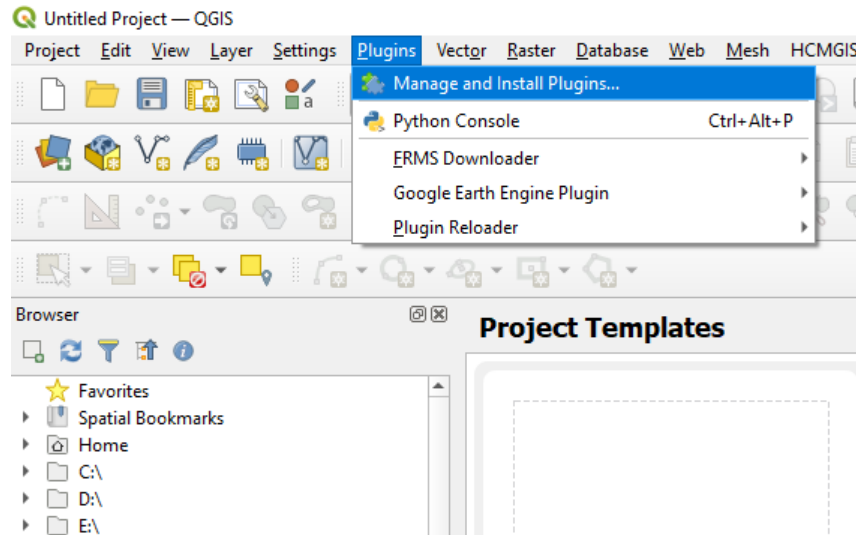 Untitled Project — QGIS
Project Edit View Layer Settings Plugins Vector Raster Database Web Mesh HCMGIS
Manage and Install Plugins...
Python Console Ctrl+Alt+P
FRMS Downloader
Google Earth Engine Plugin
Plugin Reloader
Browser
Project Templates
Favorites
Spatial Bookmarks
Home
C:\
D:\
E:\